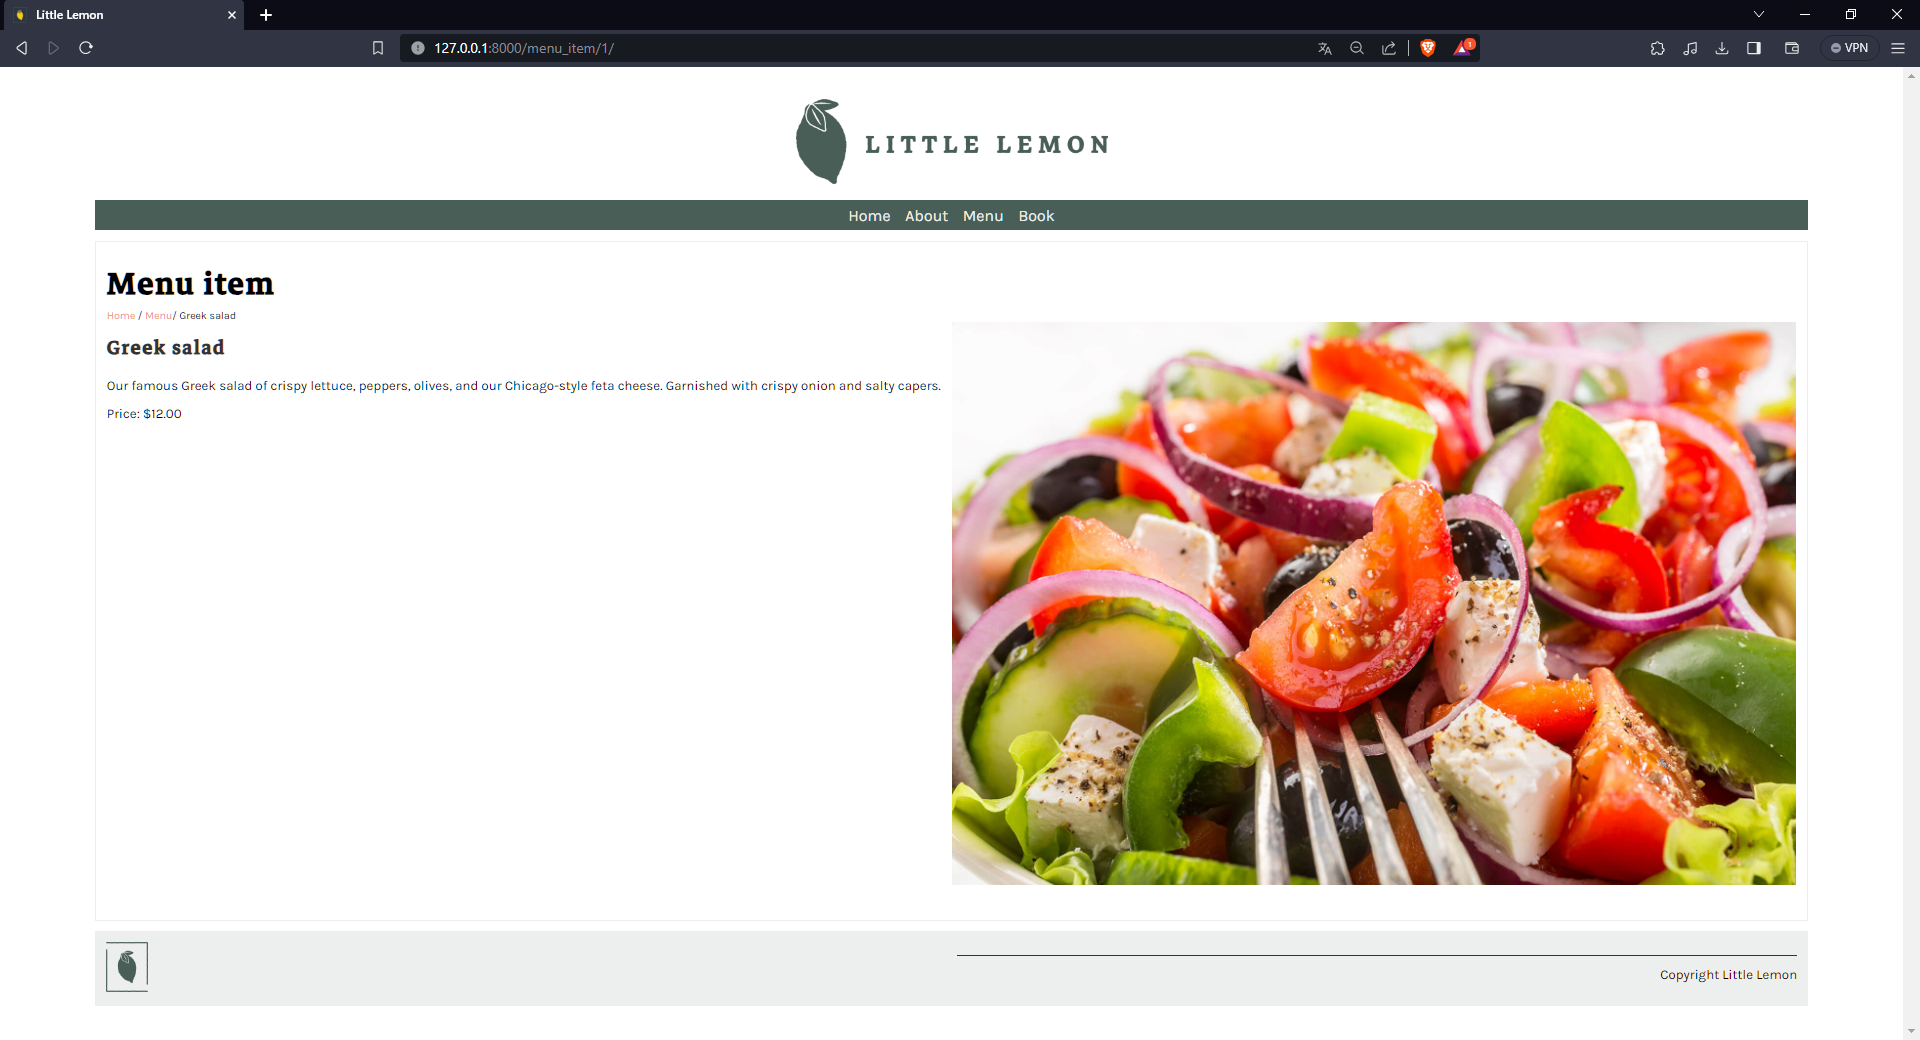 Little Lemon
127.0.0.1:8000/menu_item/1/
1
VPN
LITTLE LEMON
Home About Menu Book
Menu item
Home / Menu/ Greek salad
Greek salad
Our famous Greek salad of crispy lettuce, peppers, olives, and our Chicago-style feta cheese. Garnished with crispy onion and salty capers.
Price: $12.00
Copyright Little Lemon